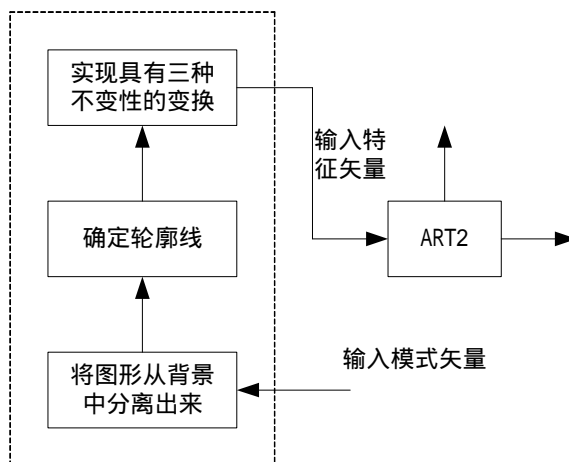 实现具有三种
不变性的变换
输入特
征矢量
确定轮廓线
ART2
输入模式矢量
将图形从背景
中分离出来